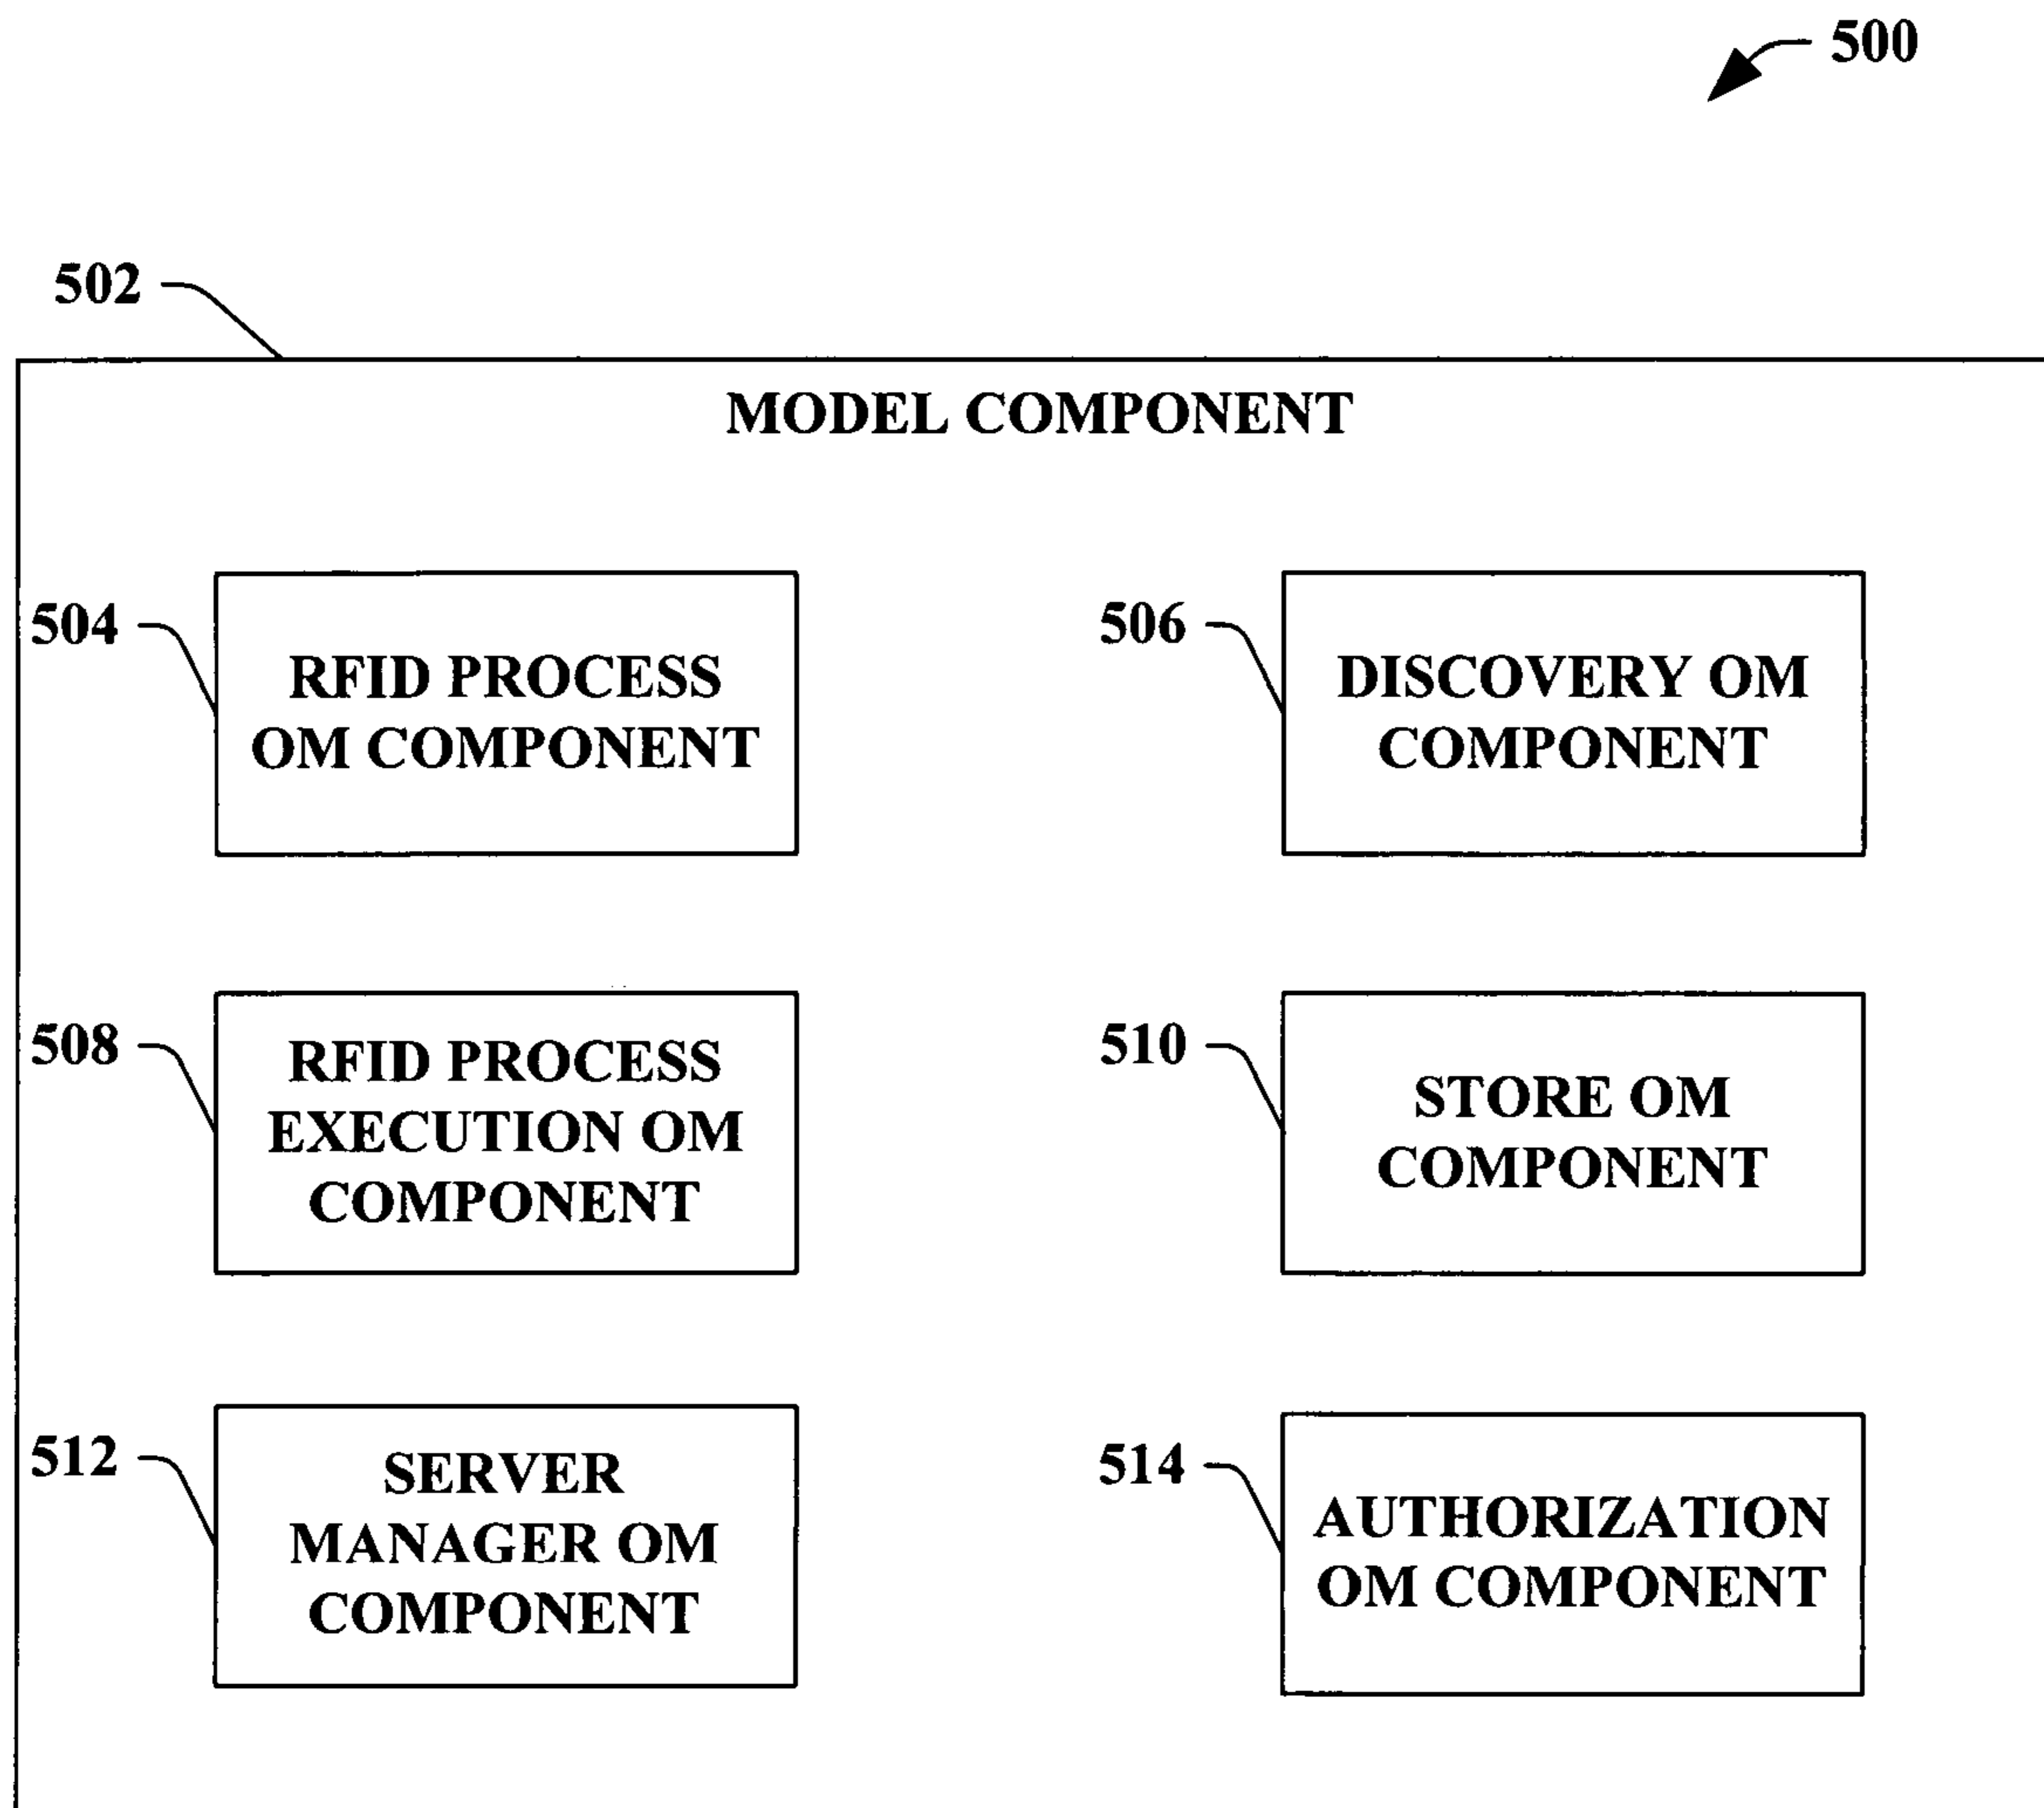 500
502
MODEL COMPONENT
504
RFID PROCESS
OM COMPONENT
506
DISCOVERY OM
COMPONENT
508
RFID PROCESS
EXECUTION OM
COMPONENT
510
STORE OM
COMPONENT
512
SERVER
MANAGER OM
COMPONENT
514
AUTHORIZATION
OM COMPONENT